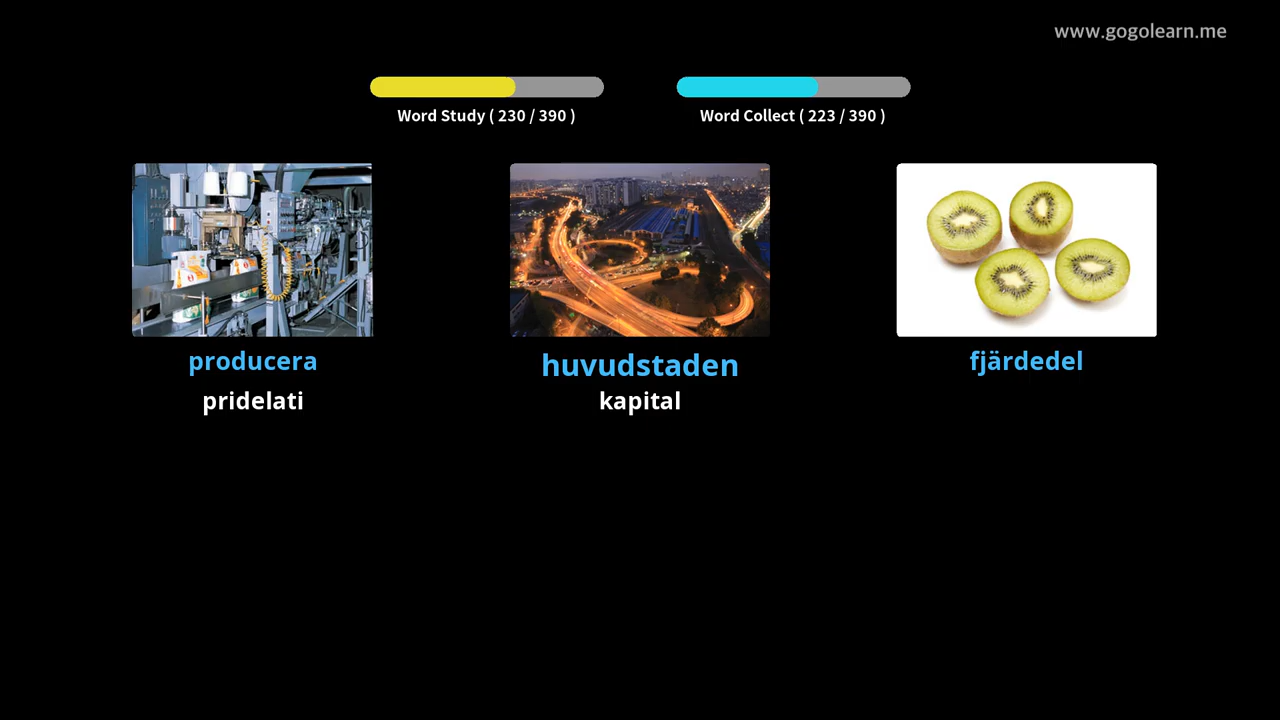 www.gogolearn.me
Word Study ( 230 / 390 )
Word Collect ( 223 / 390 )
producera
huvudstaden
fjärdedel
pridelati
kapital